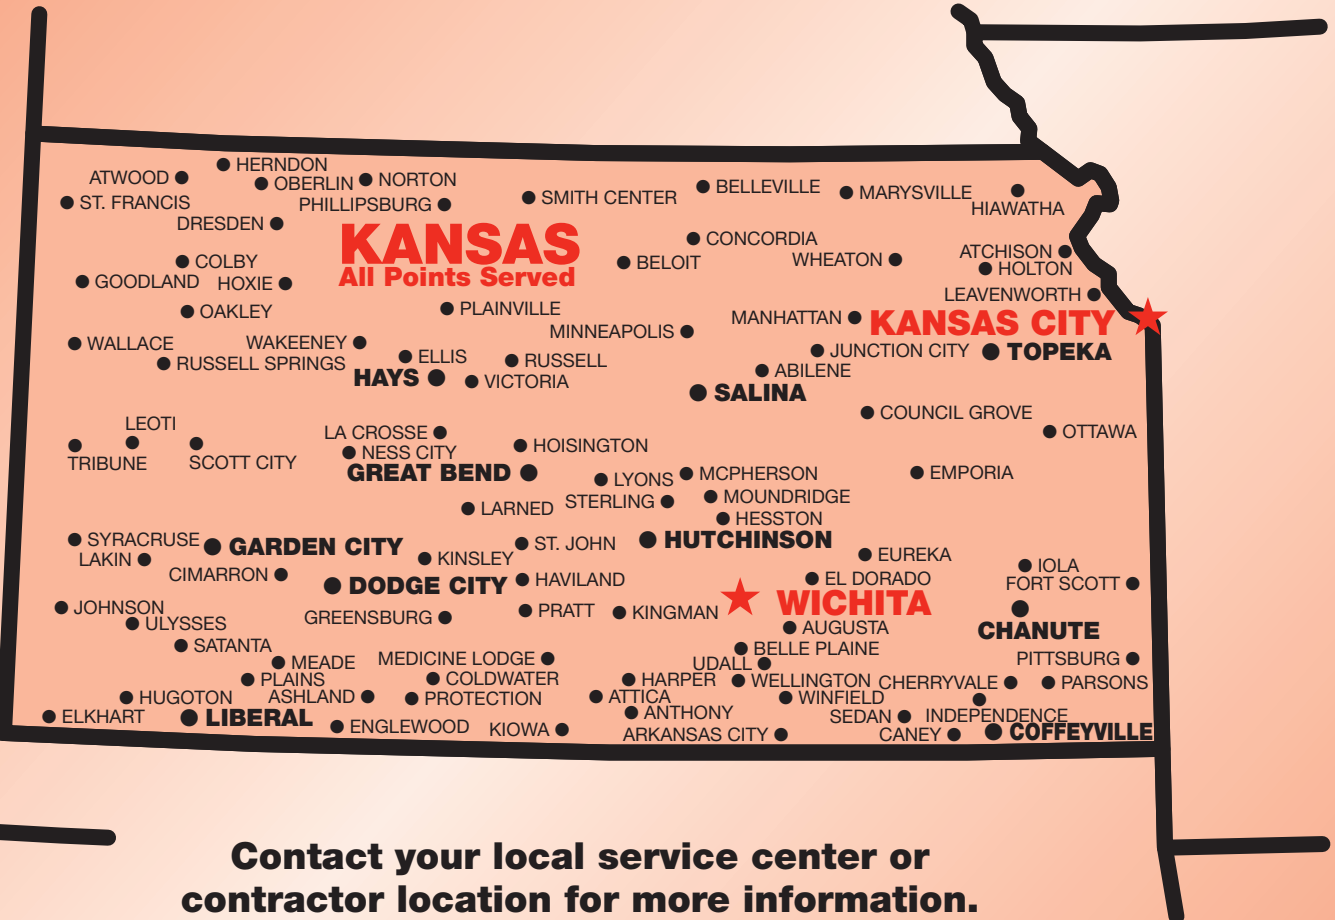 HERNDON
ATWOOD
OBERLIN
NORTON
BELLEVILLE
MARYSVILLE
ST. FRANCIS
PHILLIPSBURG
SMITH CENTER
HIAWATHA
DRESDEN
KANSAS
All Points Served
CONCORDIA
ATCHISON
COLBY
BELOIT
WHEATON
HOLTON
GOODLAND
HOXIE
LEAVENWORTH
OAKLEY
PLAINVILLE
MANHATTAN
KANSAS CITY
MINNEAPOLIS
WALLACE
WAKEENEY
ELLIS
RUSSELL
JUNCTION CITY
TOPEKA
RUSSELL SPRINGS
HAYS
VICTORIA
ABILENE
SALINA
COUNCIL GROVE
LEOTI
LA CROSSE
OTTAWA
HOISINGTON
NESS CITY
TRIBUNE
SCOTT CITY
GREAT BEND
LYONS
MCPHERSON
EMPORIA
STERLING
MOUNDRIDGE
LARNED
HESSTON
SYRACRUSE
GARDEN CITY
ST. JOHN
HUTCHINSON
LAKIN
KINSLEY
EUREKA
IOLA
CIMARRON
DODGE CITY
HAVILAND
EL DORADO
FORT SCOTT
JOHNSON
GREENSBURG
PRATT
KINGMAN
WICHITA
ULYSSES
AUGUSTA
CHANUTE
SATANTA
BELLE PLAINE
MEADE
MEDICINE LODGE
UDALL
PITTSBURG
PLAINS
COLDWATER
HARPER
WELLINGTON
CHERRYVALE
PARSONS
HUGOTON
ASHLAND
PROTECTION
ATTICA
WINFIELD
ELKHART
LIBERAL
ANTHONY
SEDAN
INDEPENDENCE
ENGLEWOOD
KIOWA
ARKANSAS CITY
CANEY
COFFEYVILLE
Contact your local service center or
contractor location for more information.